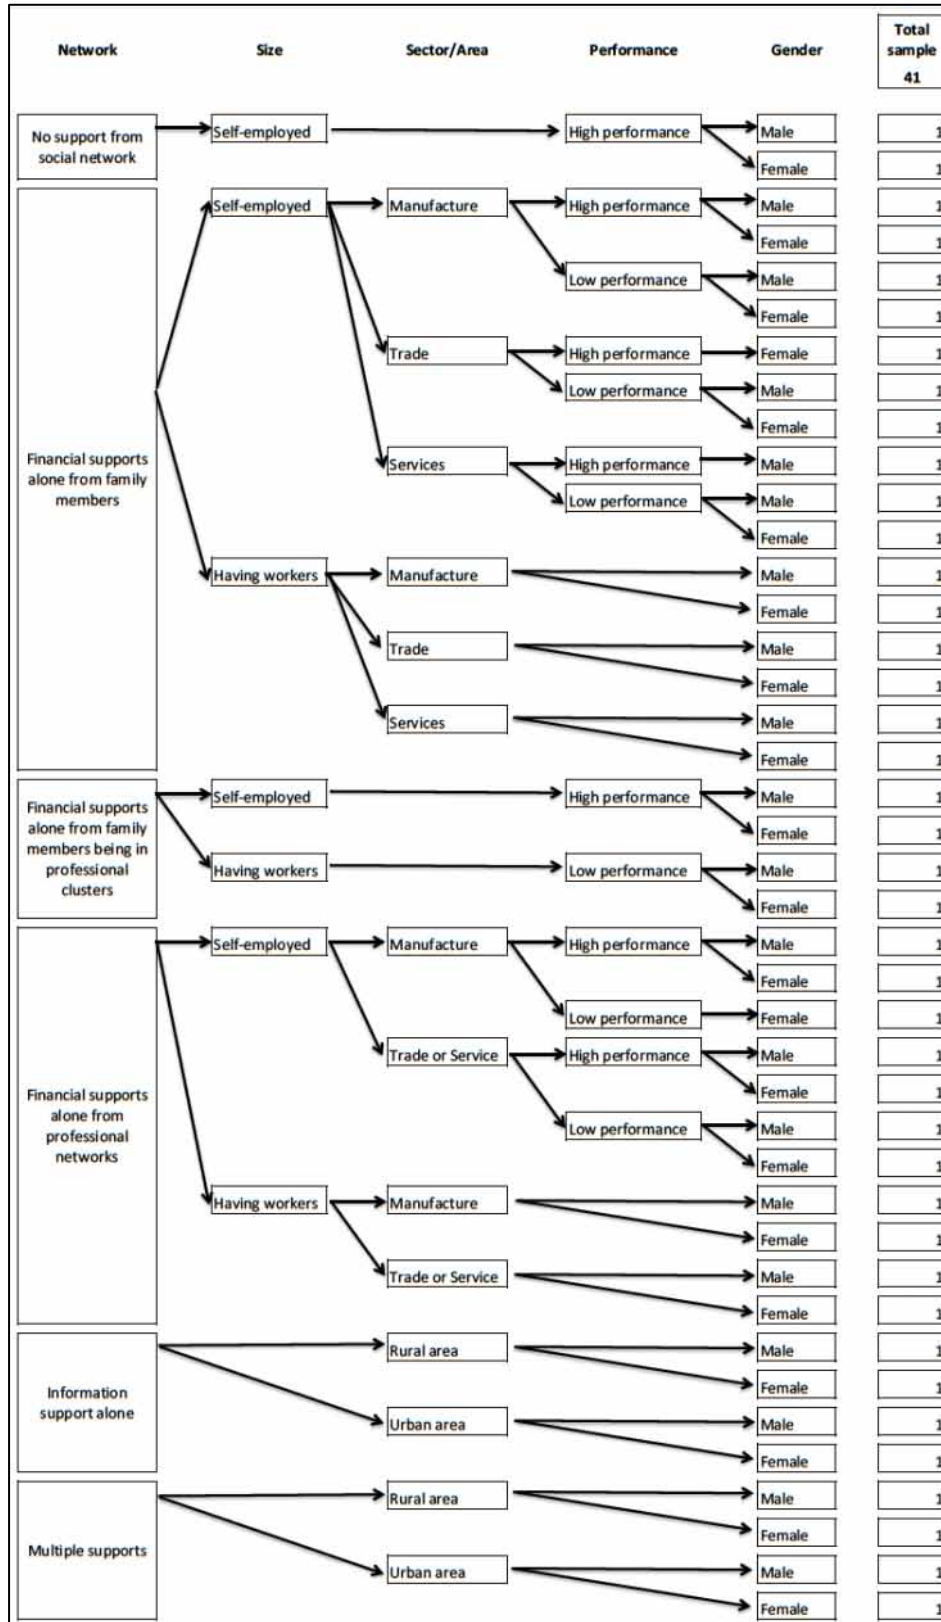 Network Size Sector/Area Performance Gender Total
sample
41
No support from
social network
Self-employed High performance Male 1
Female 1
Self-employed Manufacture High performance Male 1
Female 1
Low performance Male 1
Female 1
Trade High performance Female 1
Low performance Male 1
Female 1
Financial supports
alone from family
members
Services High performance Male 1
Low performance Male 1
Female 1
Having workers Manufacture Male 1
Female 1
Trade Male 1
Female 1
Services Male 1
Female 1
Financial supports
alone from family
members being in
professional
clusters
Self-employed High performance Male 1
Female 1
Having workers Low performance Male 1
Female 1
Self-employed Manufacture High performance Male 1
Female 1
Low performance Female 1
Trade or Service High performance Male 1
Female 1
Financial supports
alone from
professional
networks
Low performance Male 1
Female 1
Having workers Manufacture Male 1
Female 1
Trade or Service Male 1
Female 1
Information
support alone
Rural area Male 1
Female 1
Urban area Male 1
Female 1
Multiple supports
Rural area Male 1
Female 1
Urban area Male 1
Female 1